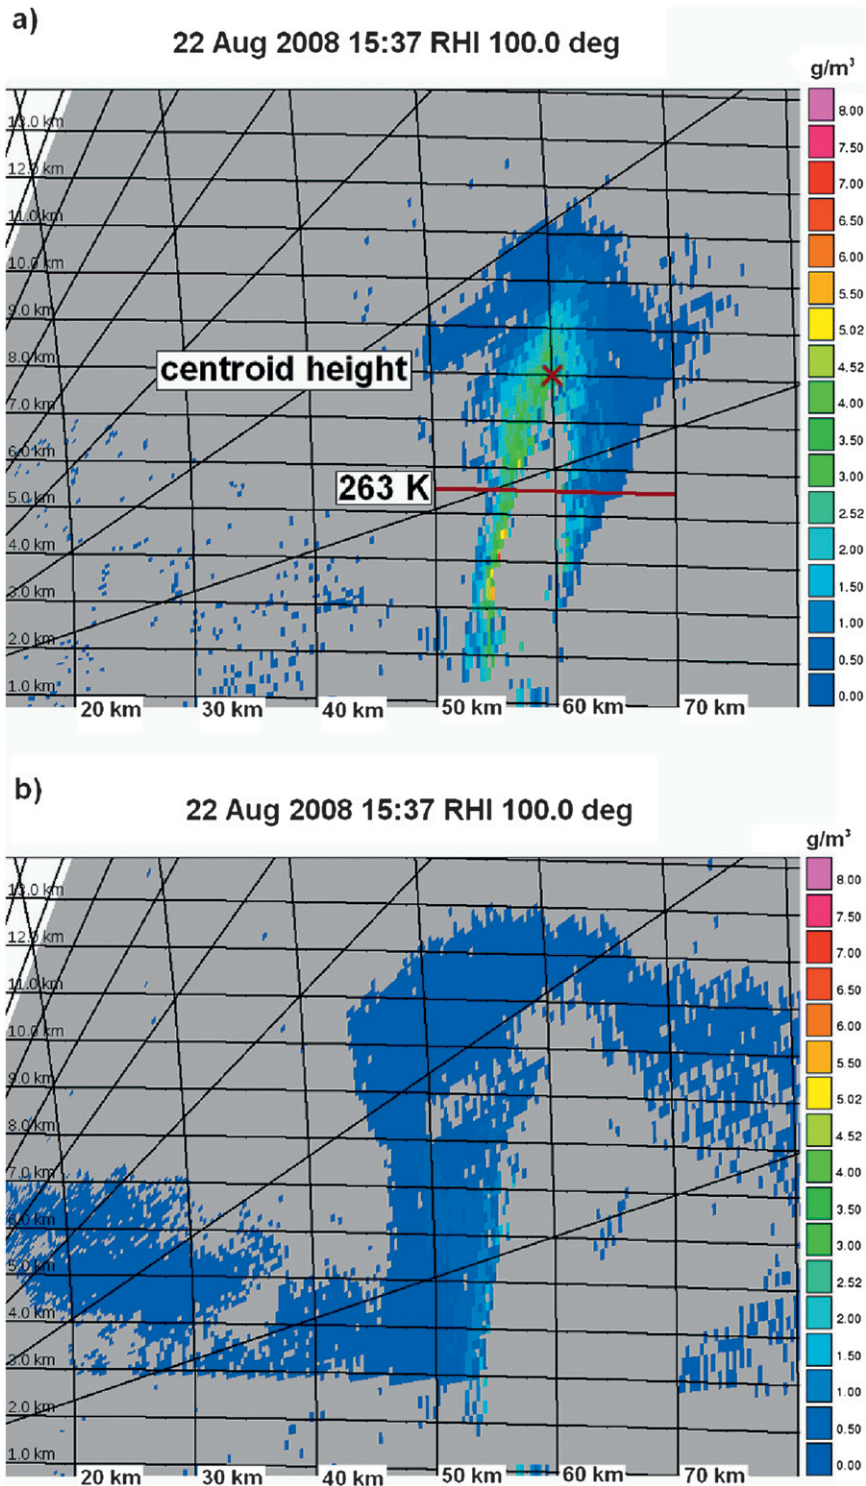 a)
22 Aug 2008 15:37 RHI 100.0 deg
g/m³
8.00
7.50
7.00
6.50
6.00
5.50
5.02
4.52
4.00
3.50
3.00
2.52
2.00
1.50
1.00
0.50
0.00
13.0 km
12.0 km
11.0 km
10.0 km
9.0 km
8.0 km
7.0 km
6.0 km
5.0 km
4.0 km
3.0 km
2.0 km
1.0 km
centroid height
263 K
20 km 30 km 40 km 50 km 60 km 70 km
b)
22 Aug 2008 15:37 RHI 100.0 deg
g/m³
8.00
7.50
7.00
6.50
6.00
5.50
5.02
4.52
4.00
3.50
3.00
2.52
2.00
1.50
1.00
0.50
0.00
13.0 km
12.0 km
11.0 km
10.0 km
9.0 km
8.0 km
7.0 km
6.0 km
5.0 km
4.0 km
3.0 km
2.0 km
1.0 km
20 km 30 km 40 km 50 km 60 km 70 km